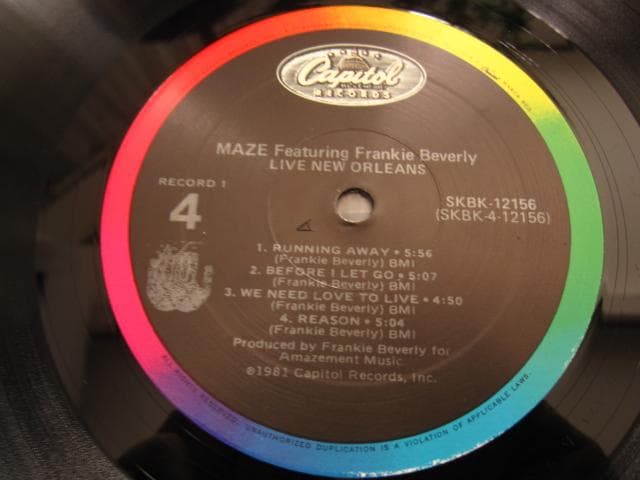 Capitol
RECORDS
MAZE Featuring Frankie Beverly
LIVE NEW ORLEANS
RECORD 1
4
SKBK-12156
(SKBK-4-12156)
1. RUNNING AWAY • 5:56
(Frankie Beverly) BMI
2. BEFORE I LET GO • 5:07
(Frankie Beverly) BMI
3. WE NEED LOVE TO LIVE • 4:50
(Frankie Beverly) BMI
4. REASON • 5:04
(Frankie Beverly) BMI
Produced by Frankie Beverly for
Amazement Music
℗1981 Capitol Records, Inc.
ALL RIGHTS RESERVED. UNAUTHORIZED DUPLICATION IS A VIOLATION OF APPLICABLE LAWS.